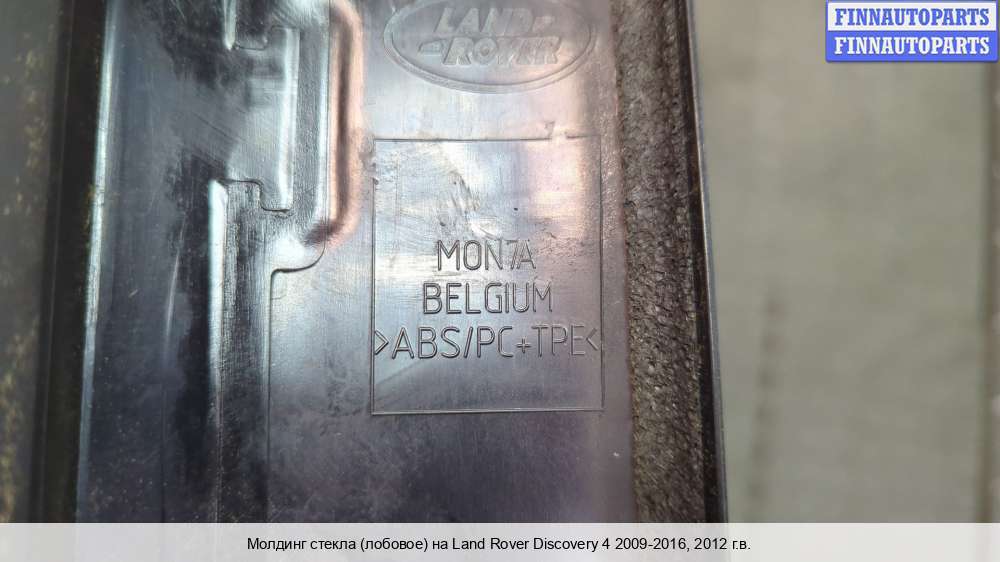 FINNAUTOPARTS
FINNAUTOPARTS
LAND
ROVER
MON7A
BELGIUM
>ABS/PC+TPE<
Молдинг стекла (лобовое) на Land Rover Discovery 4 2009-2016, 2012 г.в.